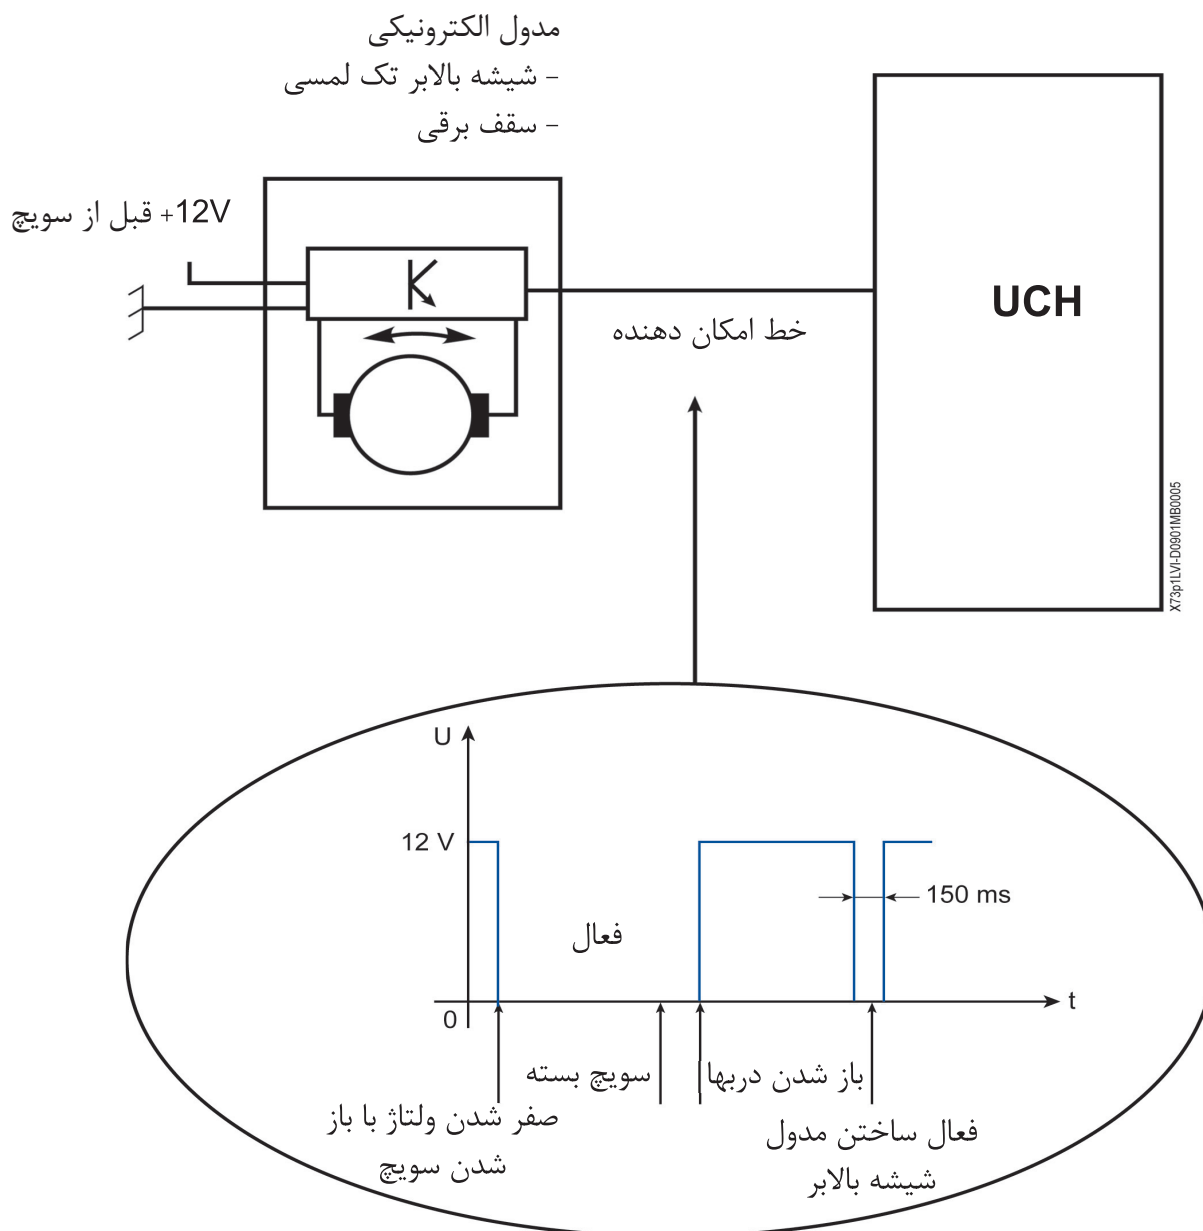 مدول الکترونیکی
– شیشه بالابر تک لمسی
– سقف برقی
+12V قبل از سویچ
UCH
خط امکان دهنده
X73p1LVI-D0901MB0005
U
12 V
150 ms
فعال
0
t
سویچ بسته
باز شدن دربها
صفر شدن ولتاژ با باز
شدن سویچ
فعال ساختن مدول
شیشه بالابر